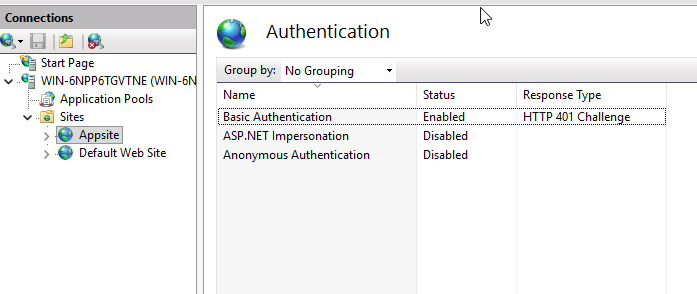 Connections
Start Page
WIN-6NPP6TGVTNE (WIN-6N
Application Pools
Sites
Appsite
Default Web Site
Authentication
Group by: No Grouping
Name Status Response Type
Basic Authentication Enabled HTTP 401 Challenge
ASP.NET Impersonation Disabled
Anonymous Authentication Disabled